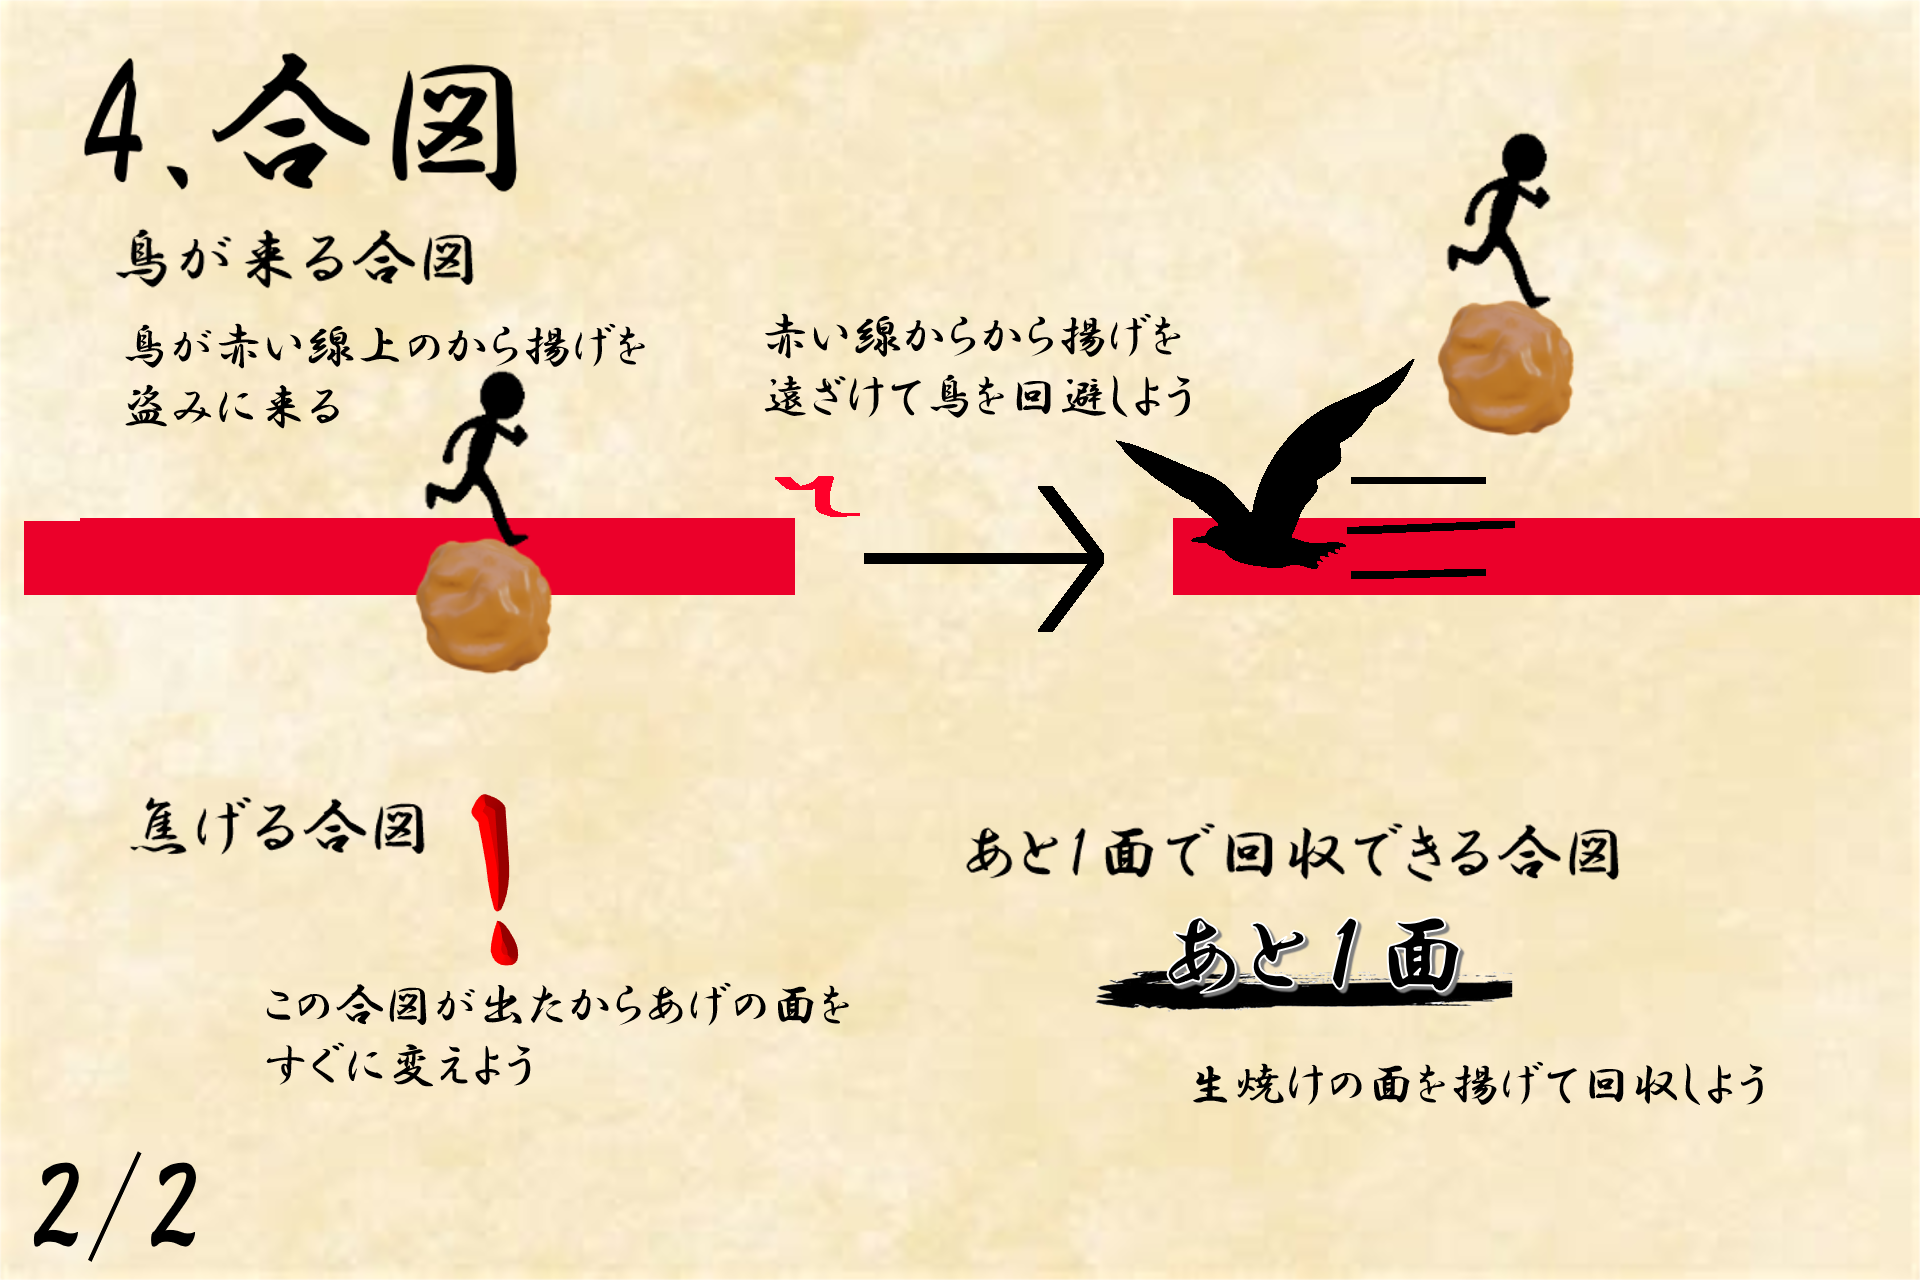 4、合図
鳥が来る合図
鳥が赤い線上のから揚げを
盗みに来る
赤い線からから揚げを
遠ざけて鳥を回避しよう
焦げる合図
!
この合図が出たからあげの面を
すぐに変えよう
あと1面で回収できる合図
あと1面
生焼けの面を揚げて回収しよう
2/2